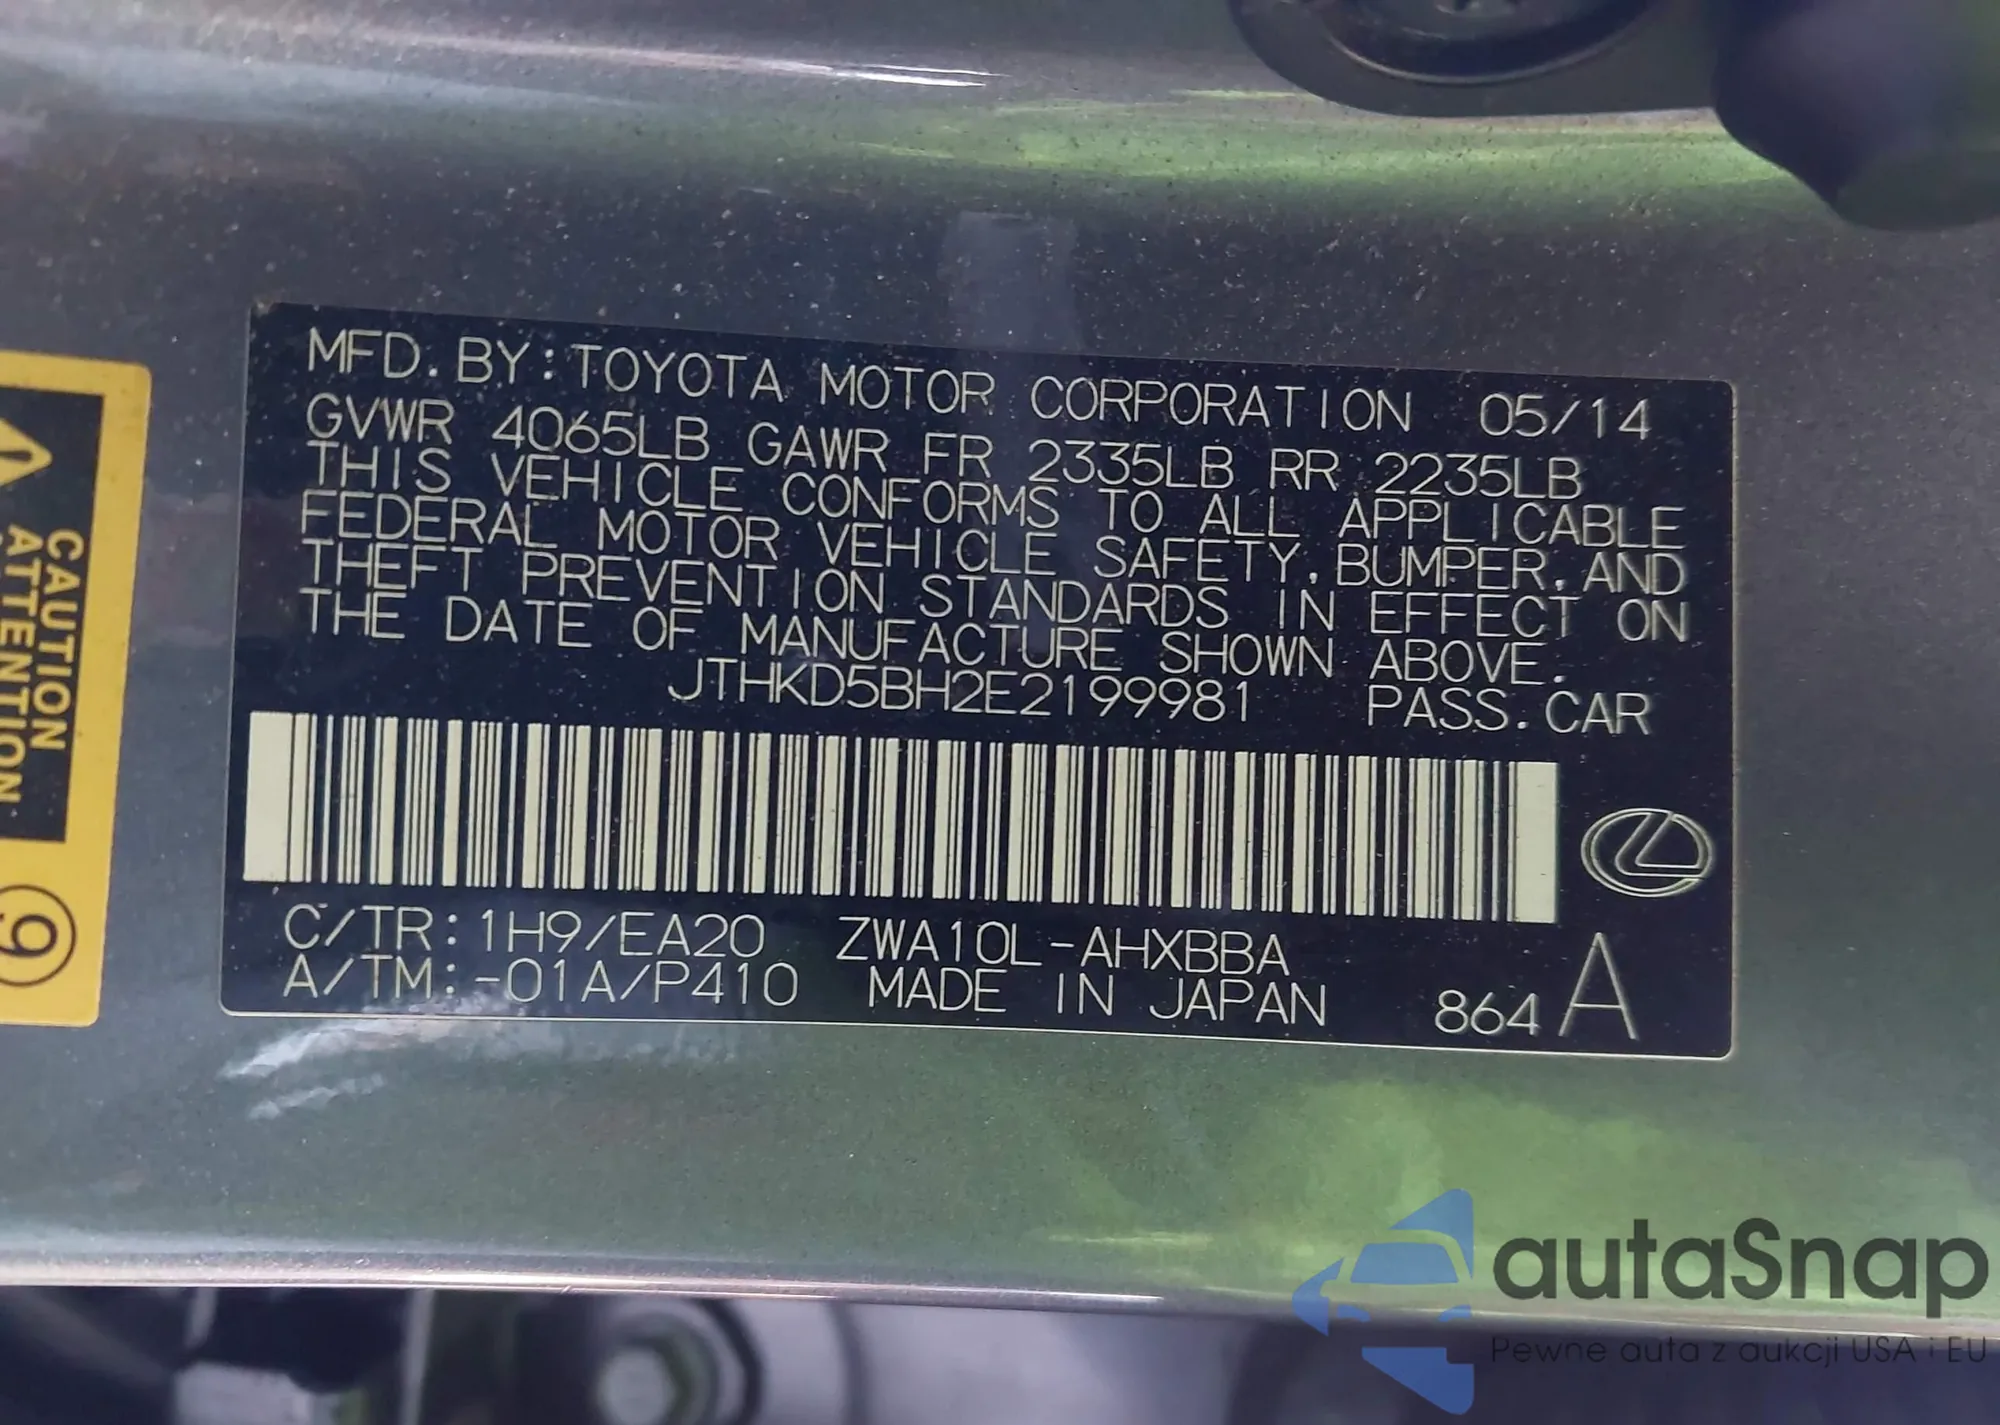 MFD. BY: TOYOTA MOTOR CORPORATION 05/14
GVWR 4065LB GAWR FR 2335LB RR 2235LB
THIS VEHICLE CONFORMS TO ALL APPLICABLE
FEDERAL MOTOR VEHICLE SAFETY, BUMPER, AND
THEFT PREVENTION STANDARDS IN EFFECT ON
THE DATE OF MANUFACTURE SHOWN ABOVE.
JTHKD5BH2E2199981 PASS. CAR
C/TR: 1H9/EA20 ZWA10L-AHXBBA
A/TM: -01A/P410 MADE IN JAPAN 864 A
CAUTION
ATTENTION
9
autaSnap
Pewne auta z aukcji USA i EU